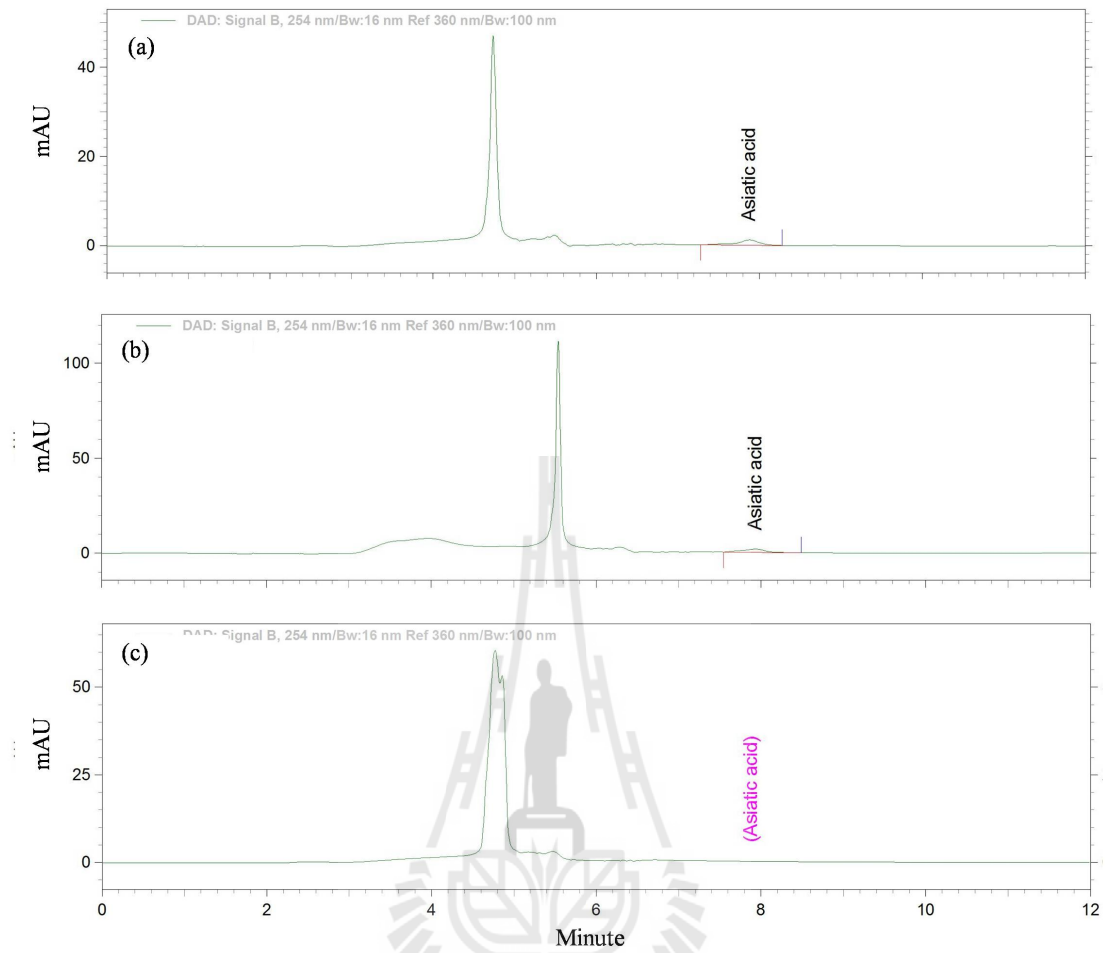 DAD: Signal B, 254 nm/Bw:16 nm Ref 360 nm/Bw:100 nm
(a)
40
20
0
mAU
Asiatic acid
DAD: Signal B, 254 nm/Bw:16 nm Ref 360 nm/Bw:100 nm
(b)
100
50
0
mAU
Asiatic acid
DAD: Signal B, 254 nm/Bw:16 nm Ref 360 nm/Bw:100 nm
(c)
50
25
0
mAU
(Asiatic acid)
0 2 4 6 8 10 12
Minute